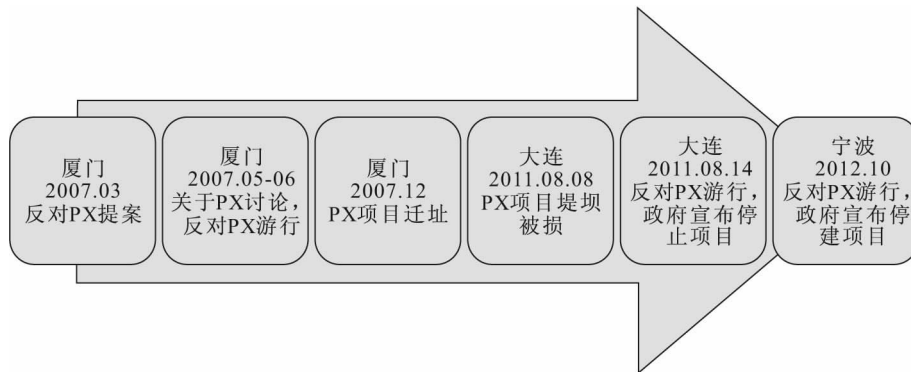 厦门
2007.03
反对PX提案
厦门
2007.05-06
关于PX讨论，
反对PX游行
厦门
2007.12
PX项目迁址
大连
2011.08.08
PX项目堤坝
被损
大连
2011.08.14
反对PX游行，
政府宣布停
止项目
宁波
2012.10
反对PX游行，
政府宣布停
建项目